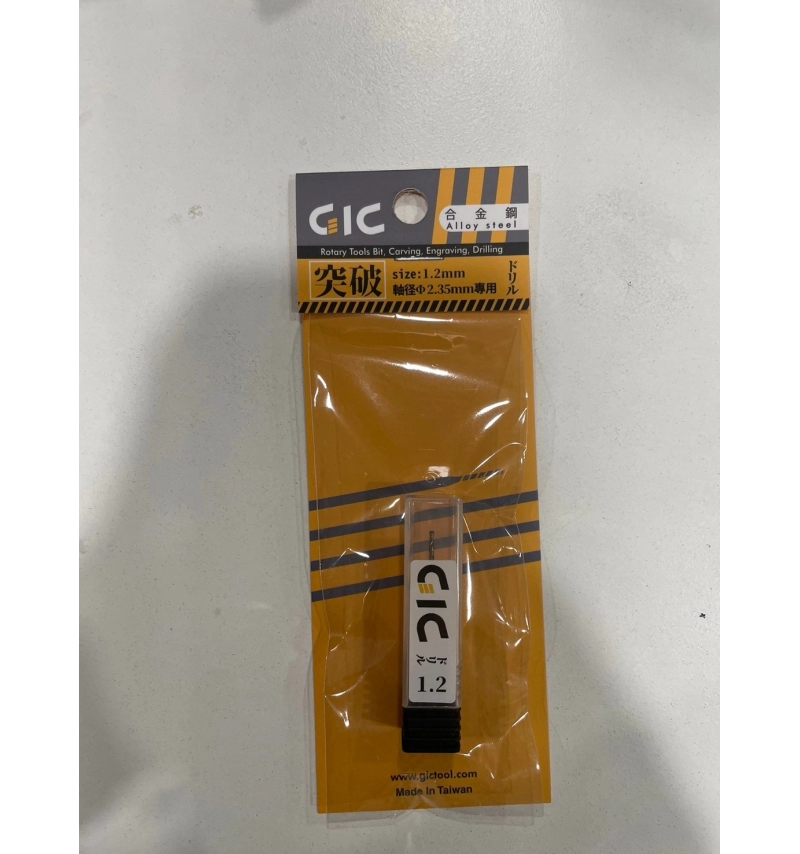 GIC
合金鋼
Alloy steel
Rotary Tools Bit, Carving, Engraving, Drilling
突破
size:1.2mm
軸径Φ2.35mm專用
ドリル
GIC
ドリル
1.2
www.gictool.com
Made In Taiwan